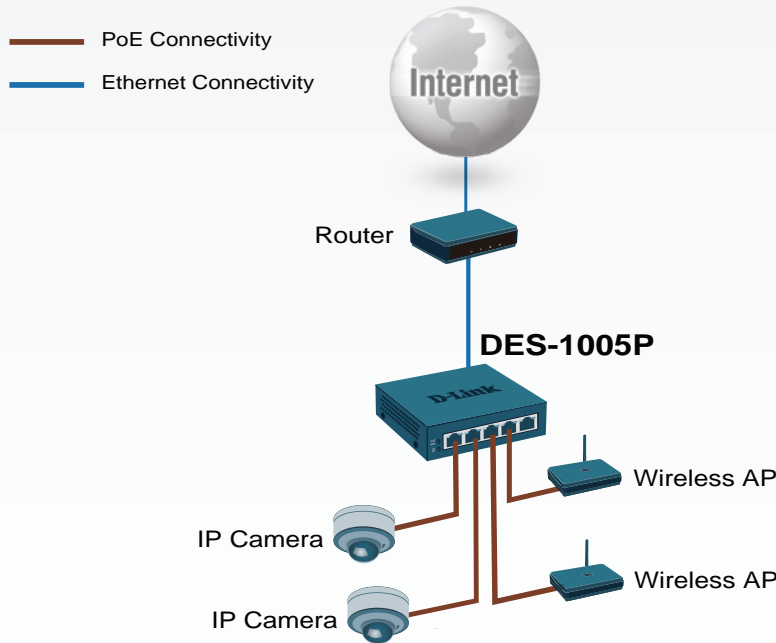 PoE Connectivity
Ethernet Connectivity
Internet
Router
DES-1005P
D-Link
Wireless AP
IP Camera
Wireless AP
IP Camera